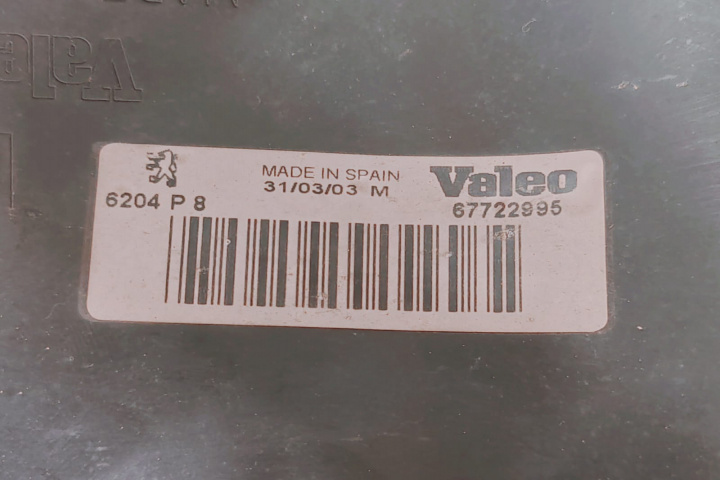 Valeo
MADE IN SPAIN
31/03/03 M
Valeo
6204 P 8
67722995